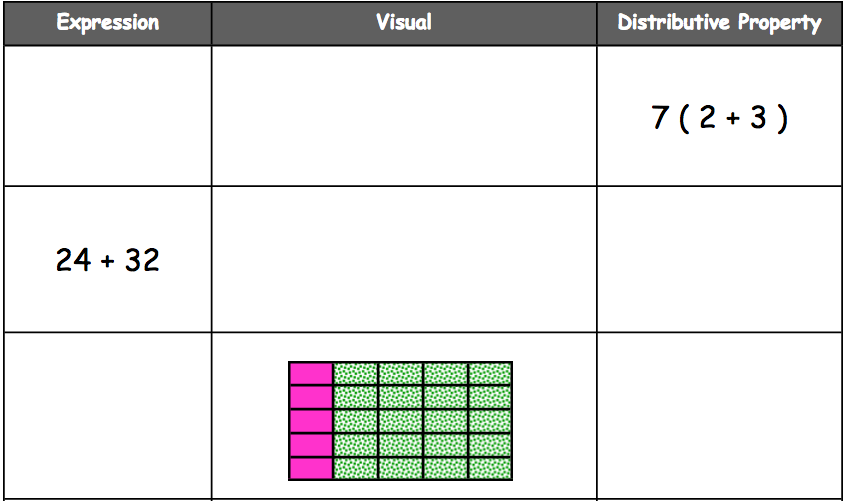 Expression Visual Distributive Property
7 ( 2 + 3 )
24 + 32